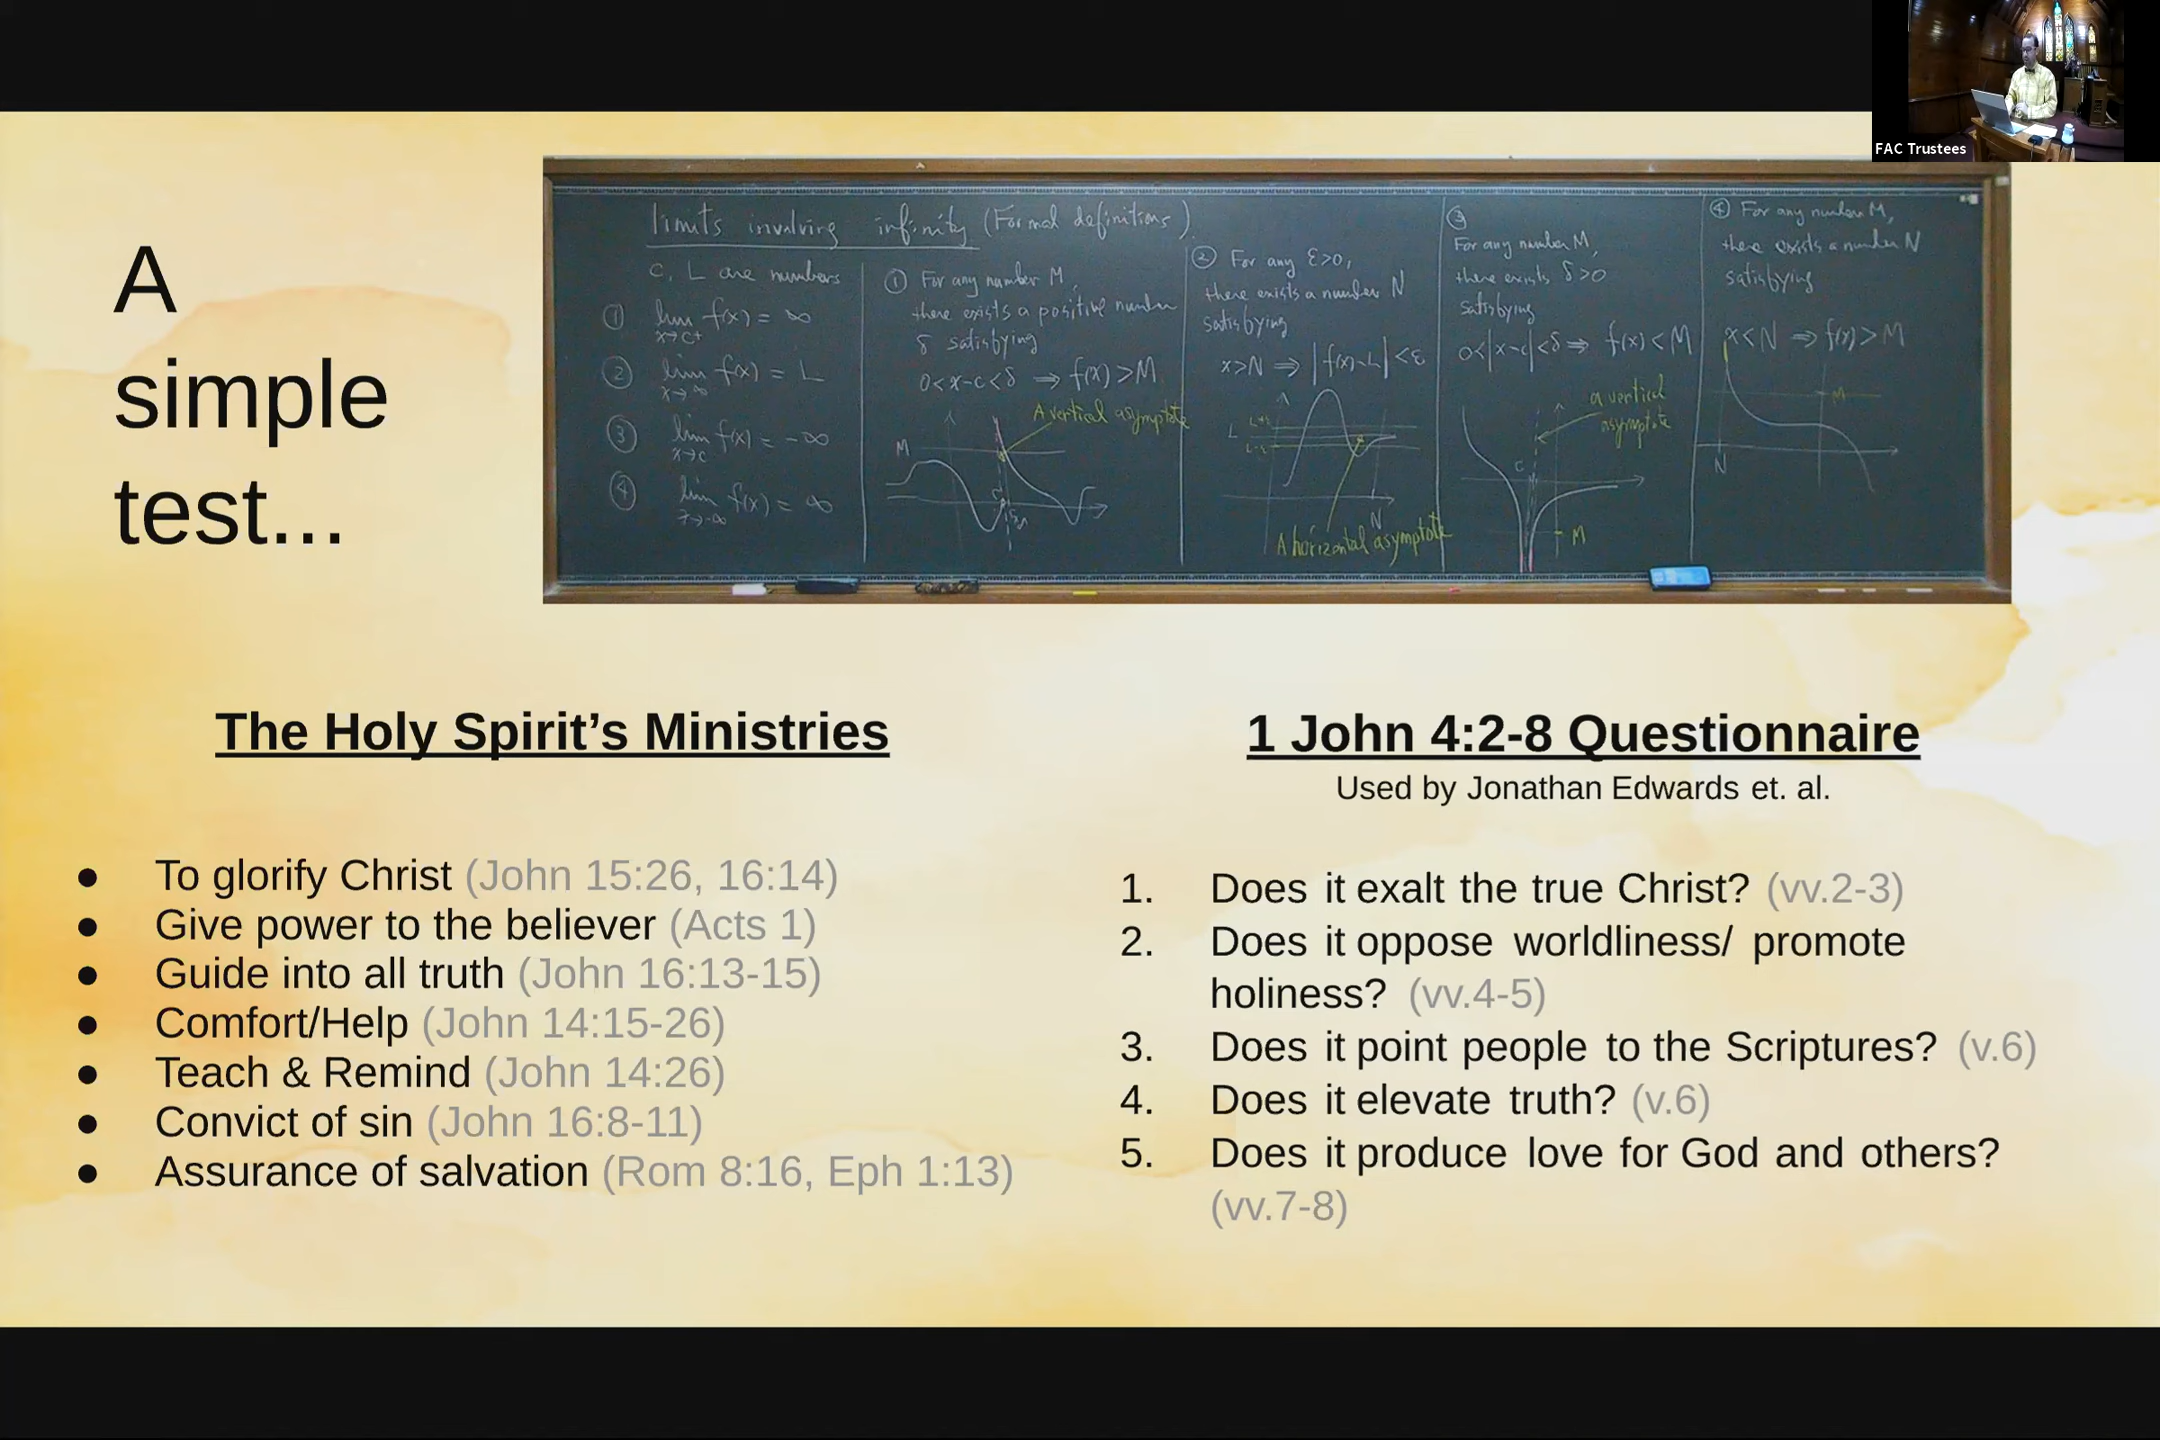 FAC Trustees
A
simple
test...
limits involving infinity (Formal definitions)
c, L are numbers
① lim f(x) = ∞
x→c+
② lim f(x) = L
x→∞
③ lim f(x) = -∞
x→c
④ lim f(x) = ∞
x→-∞
① For any number M,
there exists a positive number
δ satisfying
0<x-c<δ ⇒ f(x)>M
A vertical asymptote
M
② For any ε>0,
there exists a number N
satisfying
x>N ⇒ |f(x)-L|<ε
L+ε
L
L-ε
N
A horizontal asymptote
③
For any number M,
there exists δ>0
satisfying
0<|x-c|<δ ⇒ f(x)<M
a vertical
asymptote
c
M
④ For any number M,
there exists a number N
satisfying
x<N ⇒ f(x)>M
M
N
The Holy Spirit’s Ministries
● To glorify Christ (John 15:26, 16:14)
● Give power to the believer (Acts 1)
● Guide into all truth (John 16:13-15)
● Comfort/Help (John 14:15-26)
● Teach & Remind (John 14:26)
● Convict of sin (John 16:8-11)
● Assurance of salvation (Rom 8:16, Eph 1:13)
1 John 4:2-8 Questionnaire
Used by Jonathan Edwards et. al.
1. Does it exalt the true Christ? (vv.2-3)
2. Does it oppose worldliness/ promote
holiness? (vv.4-5)
3. Does it point people to the Scriptures? (v.6)
4. Does it elevate truth? (v.6)
5. Does it produce love for God and others?
(vv.7-8)